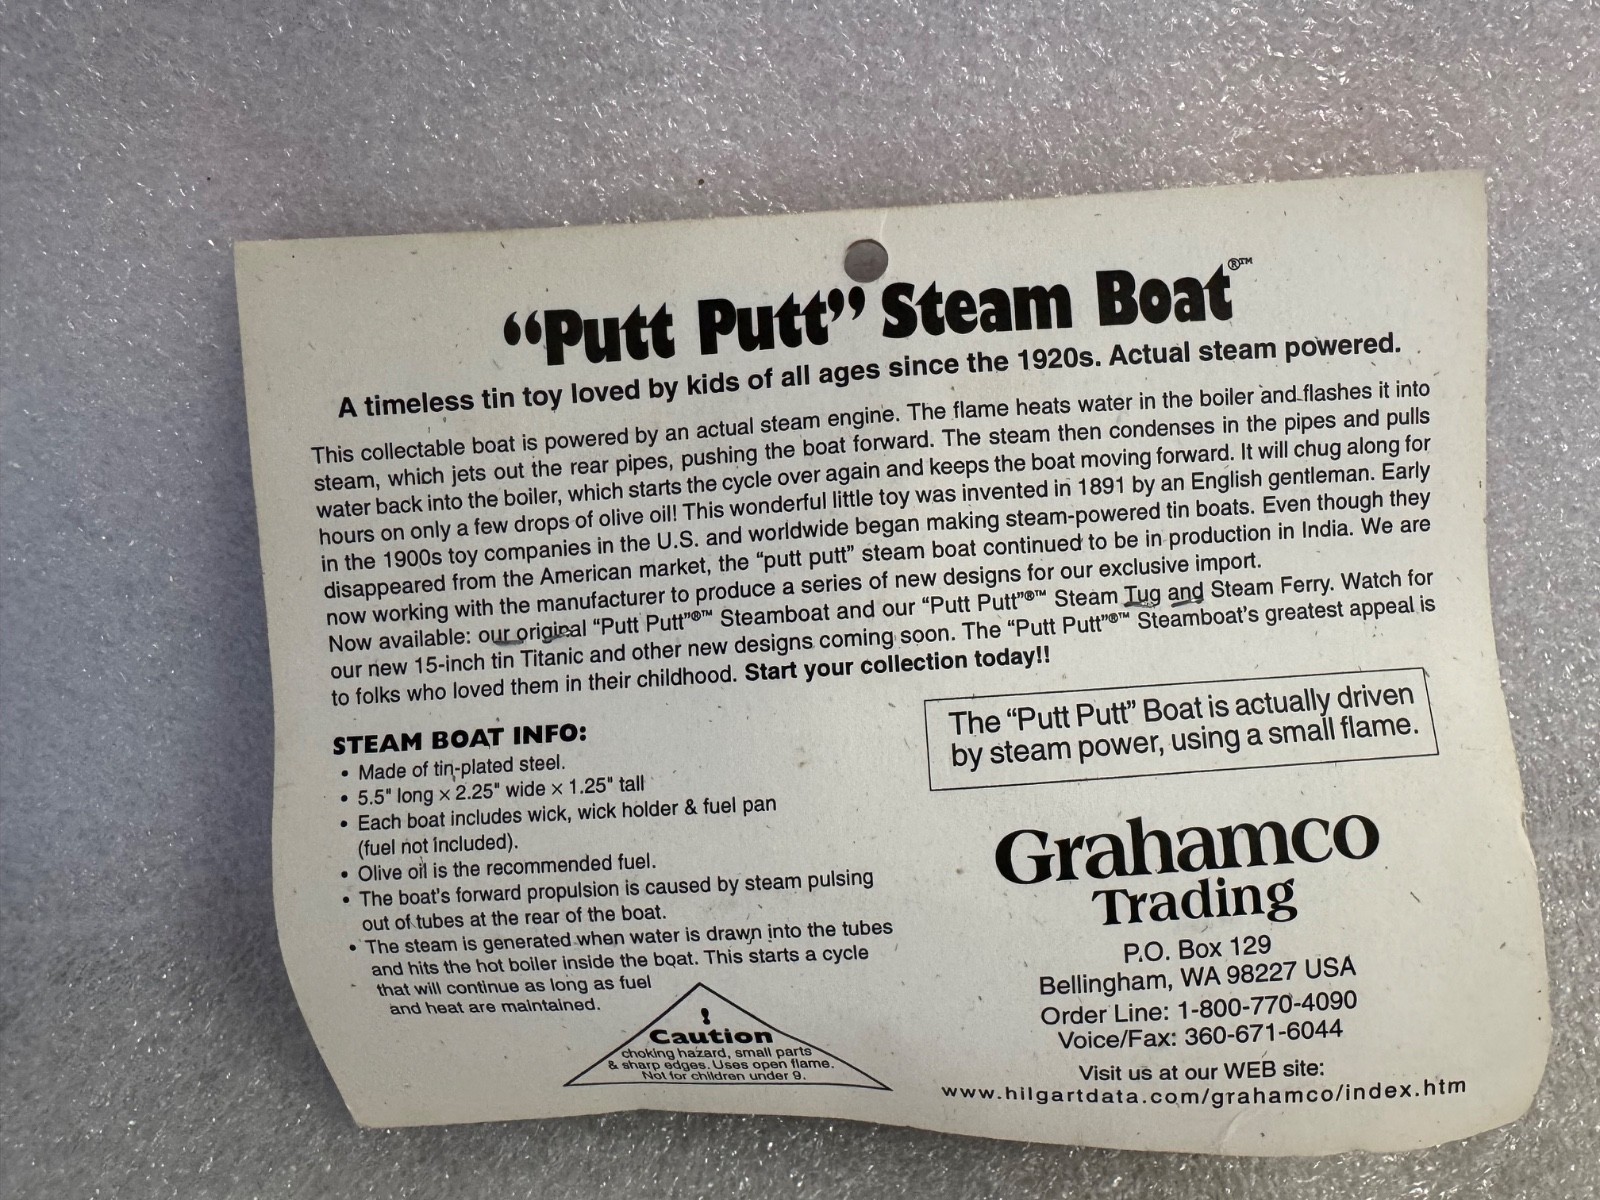 “Putt Putt” Steam Boat®™
A timeless tin toy loved by kids of all ages since the 1920s. Actual steam powered.
This collectable boat is powered by an actual steam engine. The flame heats water in the boiler and flashes it into
steam, which jets out the rear pipes, pushing the boat forward. The steam then condenses in the pipes and pulls
water back into the boiler, which starts the cycle over again and keeps the boat moving forward. It will chug along for
hours on only a few drops of olive oil! This wonderful little toy was invented in 1891 by an English gentleman. Early
in the 1900s toy companies in the U.S. and worldwide began making steam-powered tin boats. Even though they
disappeared from the American market, the “putt putt” steam boat continued to be in production in India. We are
now working with the manufacturer to produce a series of new designs for our exclusive import.
Now available: our original “Putt Putt”®™ Steamboat and our “Putt Putt”®™ Steam Tug and Steam Ferry. Watch for
our new 15-inch tin Titanic and other new designs coming soon. The “Putt Putt”®™ Steamboat’s greatest appeal is
to folks who loved them in their childhood. Start your collection today!!
STEAM BOAT INFO:
• Made of tin-plated steel.
• 5.5" long × 2.25" wide × 1.25" tall
• Each boat includes wick, wick holder & fuel pan
(fuel not included).
• Olive oil is the recommended fuel.
• The boat’s forward propulsion is caused by steam pulsing
out of tubes at the rear of the boat.
• The steam is generated when water is drawn into the tubes
and hits the hot boiler inside the boat. This starts a cycle
that will continue as long as fuel
and heat are maintained.
!
Caution
choking hazard, small parts
& sharp edges. Uses open flame.
Not for children under 9.
The “Putt Putt” Boat is actually driven
by steam power, using a small flame.
Grahamco
Trading
P.O. Box 129
Bellingham, WA 98227 USA
Order Line: 1-800-770-4090
Voice/Fax: 360-671-6044
Visit us at our WEB site:
www.hilgartdata.com/grahamco/index.htm